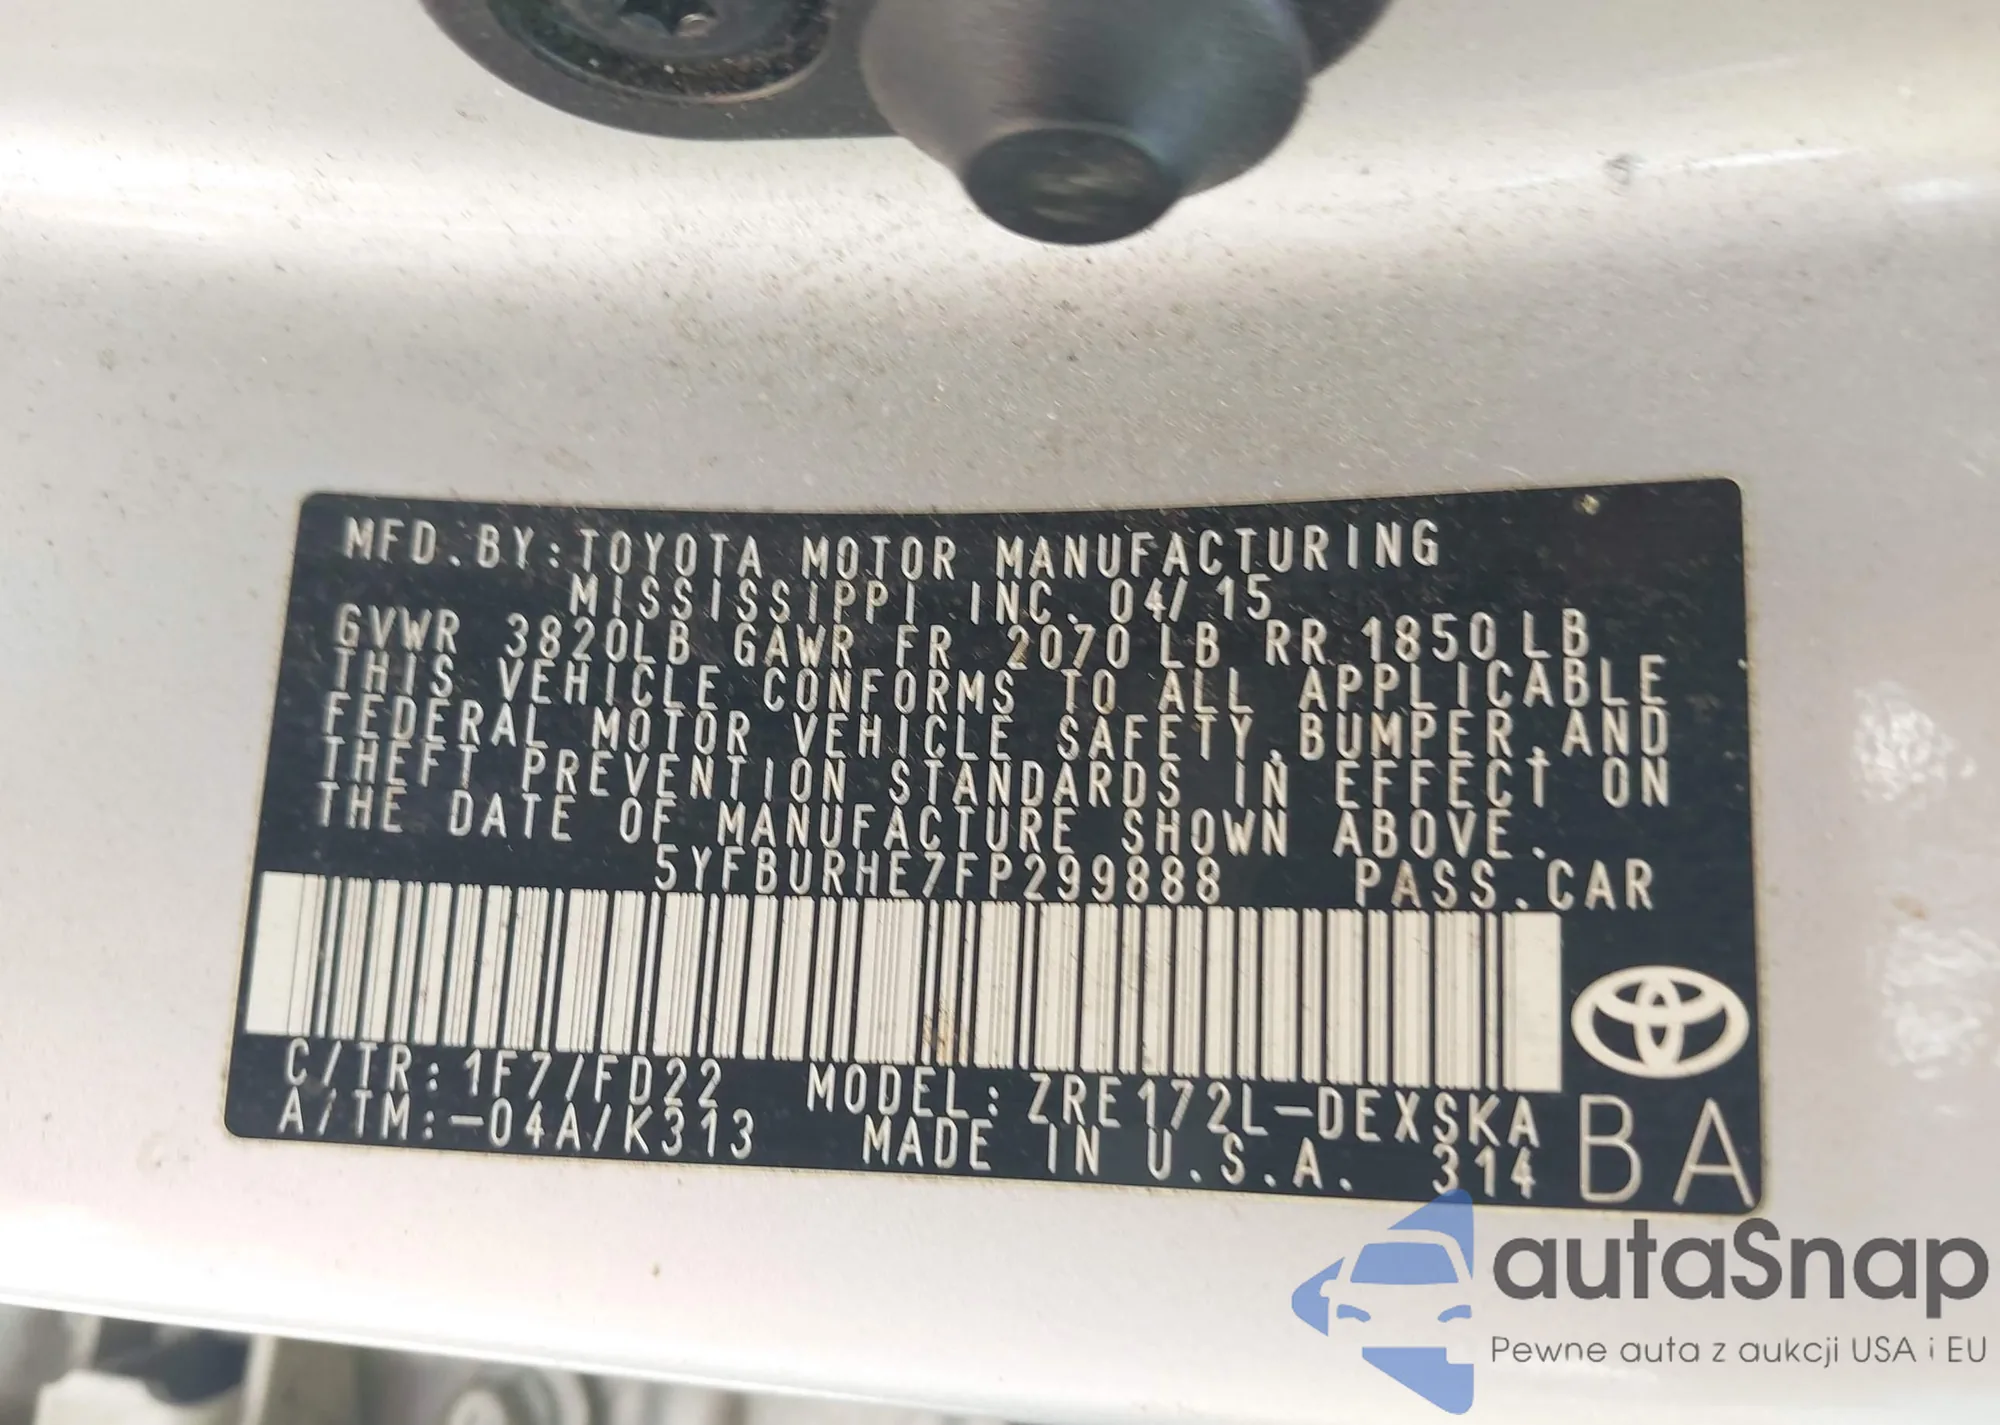 MFD.BY:TOYOTA MOTOR MANUFACTURING
MISSISSIPPI INC. 04/15
GVWR 3820LB GAWR FR 2070LB RR 1850LB
THIS VEHICLE CONFORMS TO ALL APPLICABLE
FEDERAL MOTOR VEHICLE SAFETY,BUMPER,AND
THEFT PREVENTION STANDARDS IN EFFECT ON
THE DATE OF MANUFACTURE SHOWN ABOVE.
5YFBURHE7FP299888 PASS.CAR
C/TR:1F7/FD22 MODEL:ZRE172L-DEXSKA
A/TM:-04A/K313 MADE IN U.S.A. 314
BA
autaSnap
Pewne auta z aukcji USA i EU